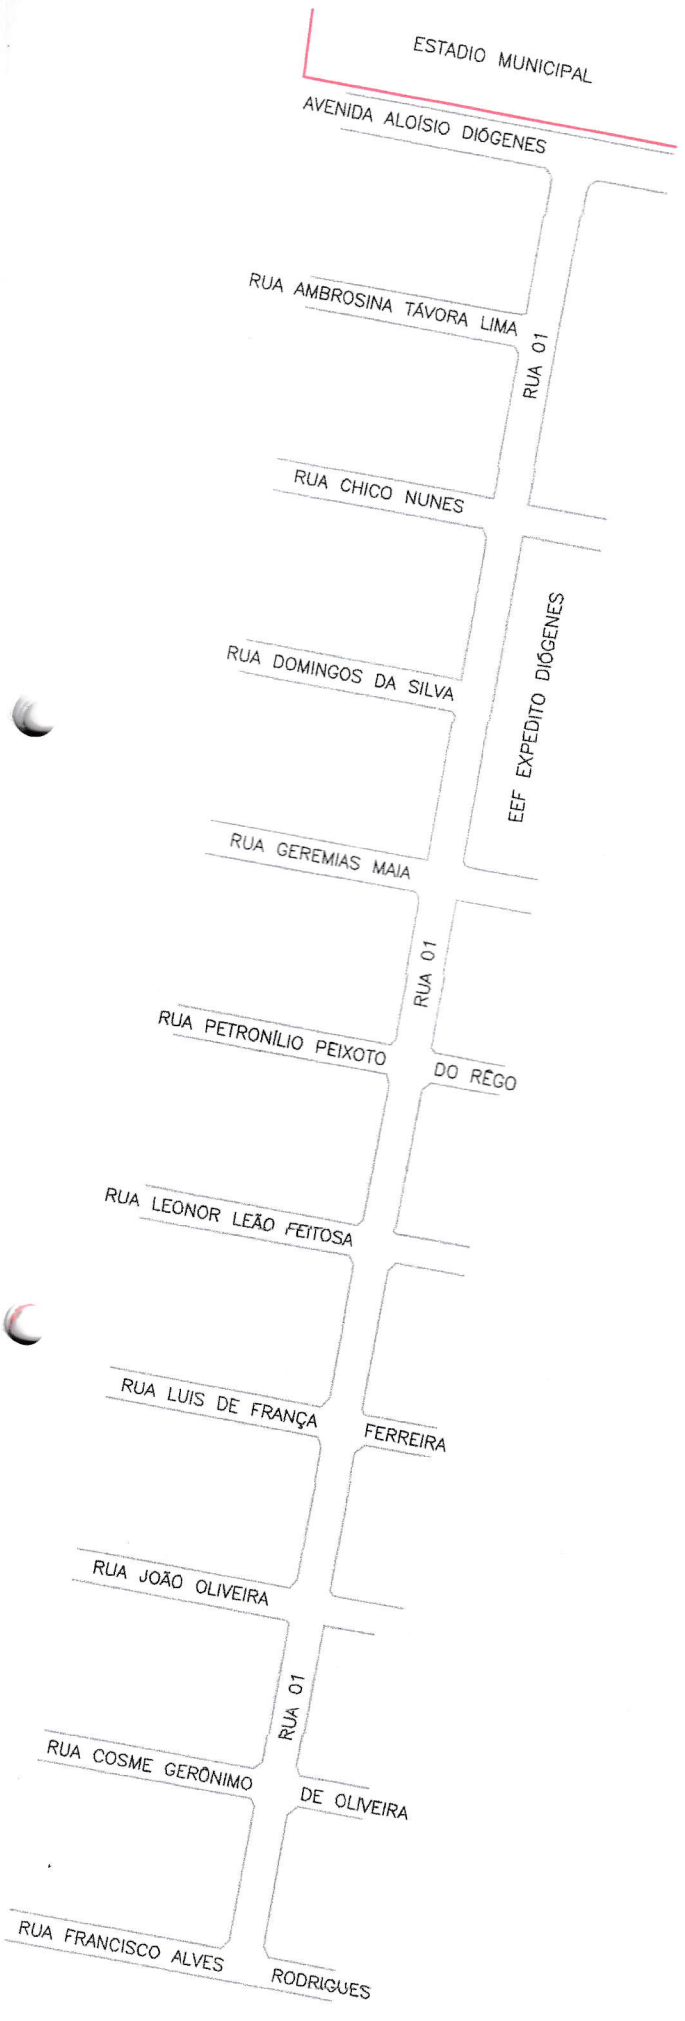 ESTADIO MUNICIPAL
AVENIDA ALOÍSIO DIÓGENES
RUA AMBROSINA TÁVORA LIMA
RUA 01
RUA CHICO NUNES
EEF EXPEDITO DIÓGENES
RUA DOMINGOS DA SILVA
RUA GEREMIAS MAIA
RUA 01
RUA PETRONÍLIO PEIXOTO DO RÊGO
RUA LEONOR LEÃO FEITOSA
RUA LUIS DE FRANÇA FERREIRA
RUA JOÃO OLIVEIRA
RUA 01
RUA COSME GERÔNIMO DE OLIVEIRA
RUA FRANCISCO ALVES RODRIGUES